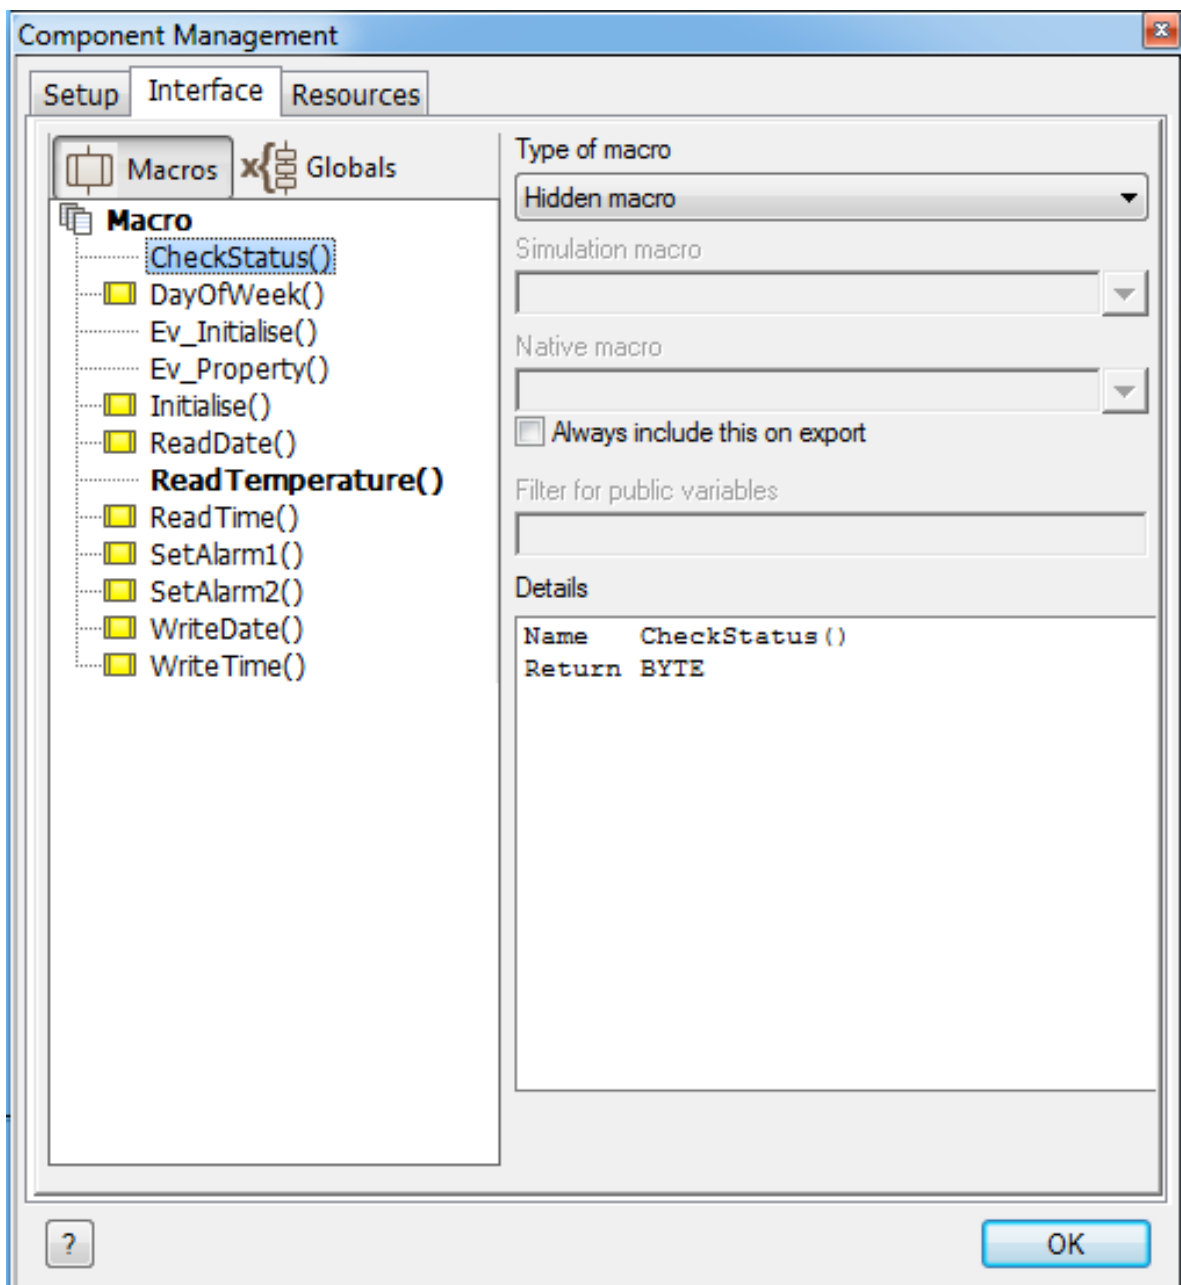 Component Management
Setup
Interface
Resources
Macros
Globals
Macro
CheckStatus()
DayOfWeek()
Ev_Initialise()
Ev_Property()
Initialise()
ReadDate()
ReadTemperature()
ReadTime()
SetAlarm1()
SetAlarm2()
WriteDate()
WriteTime()
Type of macro
Hidden macro
Simulation macro
Native macro
Always include this on export
Filter for public variables
Details
Name CheckStatus()
Return BYTE
?
OK